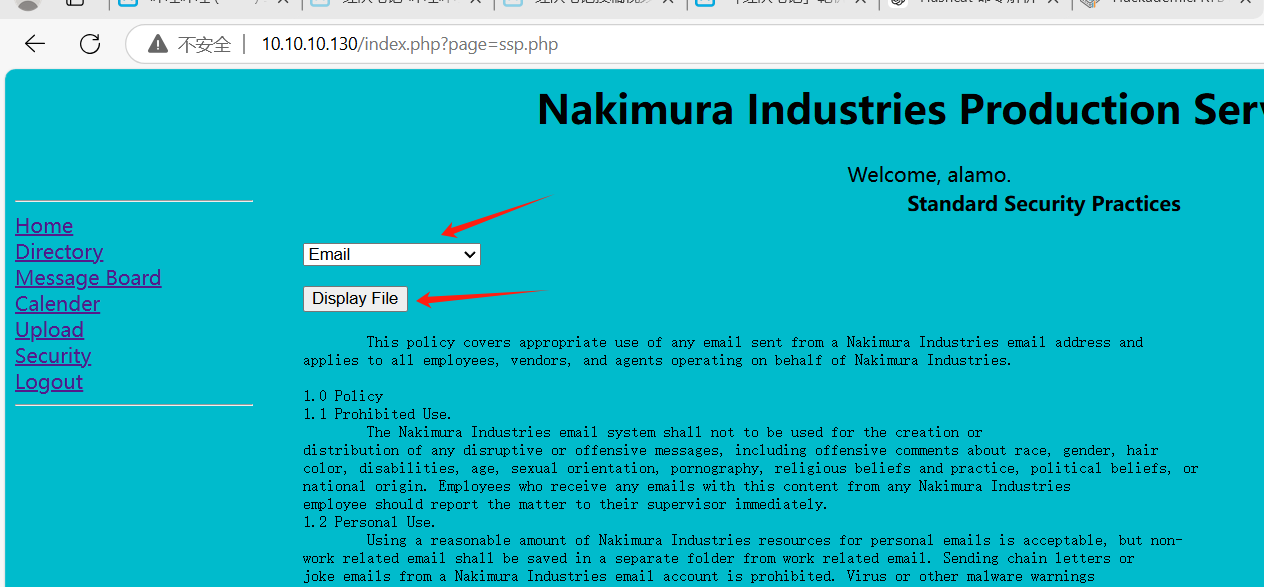 不安全 | 10.10.10.130/index.php?page=ssp.php
Nakimura Industries Production
Welcome, alamo.
Standard Security Practices
Home
Directory
Message Board
Calender
Upload
Security
Logout
Email
Display File
This policy covers appropriate use of any email sent from a Nakimura Industries email address and
applies to all employees, vendors, and agents operating on behalf of Nakimura Industries.
1.0 Policy
1.1 Prohibited Use.
The Nakimura Industries email system shall not to be used for the creation or
distribution of any disruptive or offensive messages, including offensive comments about race, gender, hair
color, disabilities, age, sexual orientation, pornography, religious beliefs and practice, political beliefs, or
national origin. Employees who receive any emails with this content from any Nakimura Industries
employee should report the matter to their supervisor immediately.
1.2 Personal Use.
Using a reasonable amount of Nakimura Industries resources for personal emails is acceptable, but non-
work related email shall be saved in a separate folder from work related email. Sending chain letters or
joke emails from a Nakimura Industries email account is prohibited. Virus or other malware warnings